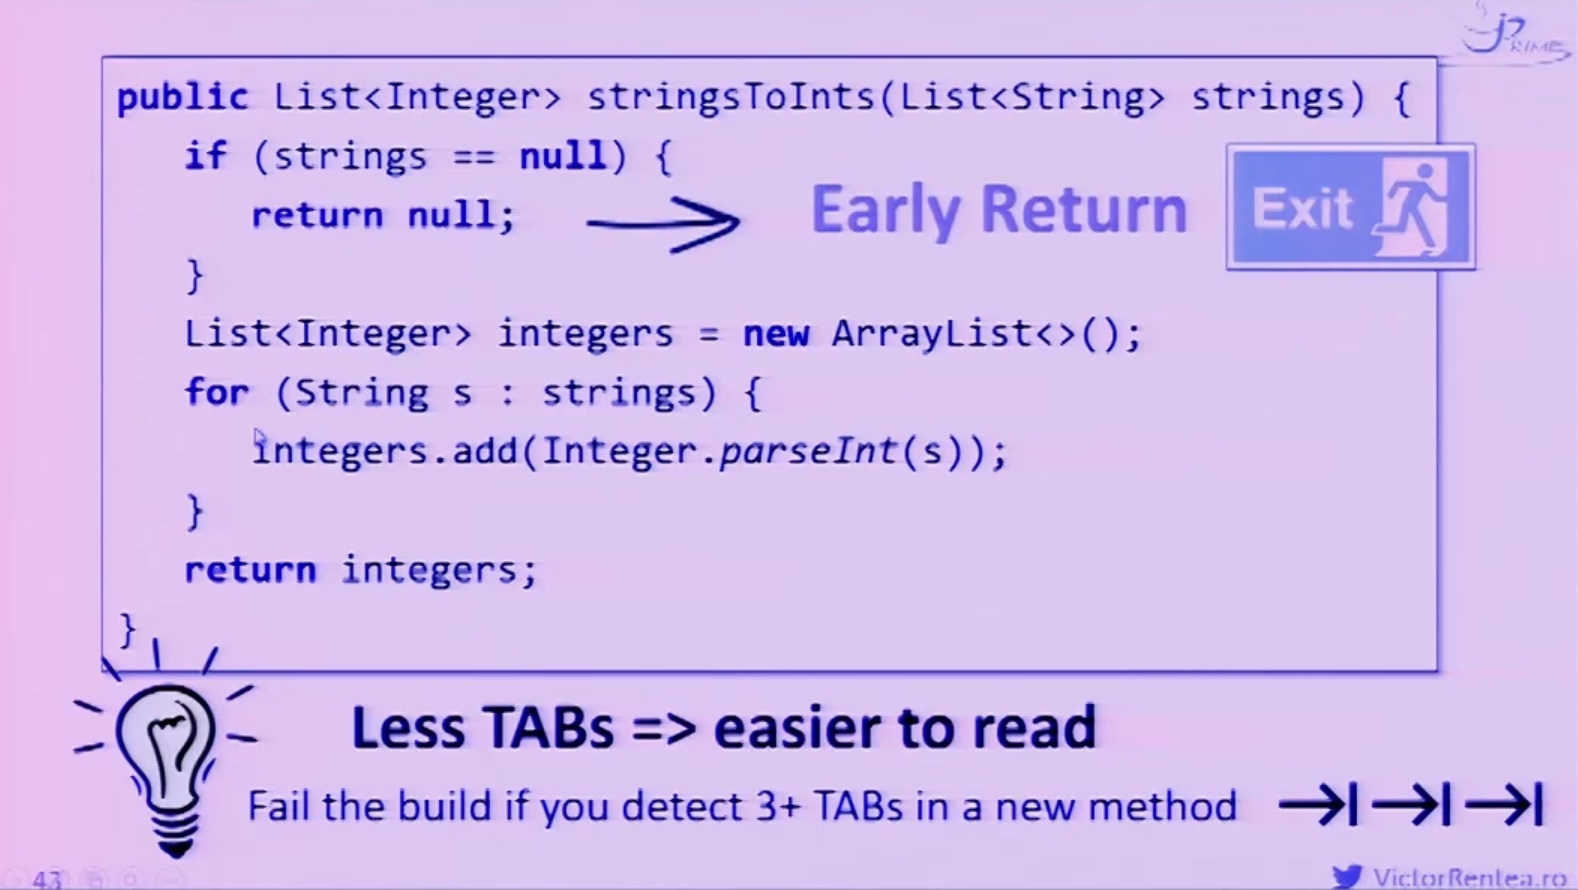 JPRIME
public List<Integer> stringsToInts(List<String> strings) {
if (strings == null) {
return null;
Early Return
Exit
}
List<Integer> integers = new ArrayList<>();
for (String s : strings) {
integers.add(Integer.parseInt(s));
}
return integers;
}
Less TABs => easier to read
Fail the build if you detect 3+ TABs in a new method
43
VictorRentea.ro